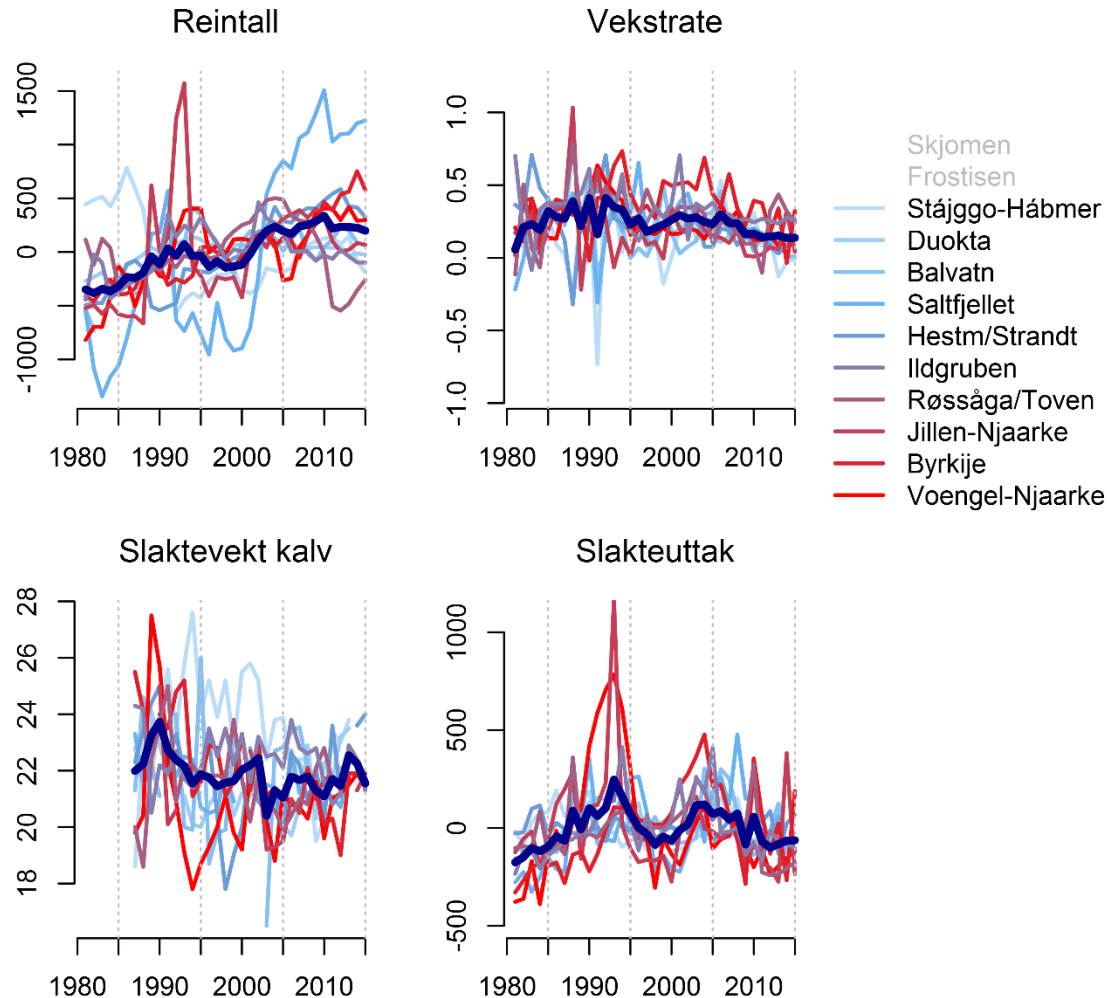 Reintall
1500
500
0
-1000
1980 1990 2000 2010
Vekstrate
1.0
0.5
0.0
-0.5
-1.0
1980 1990 2000 2010
Skjomen
Frostisen
Stájggo-Hábmer
Duokta
Balvatn
Saltfjellet
Hestm/Strandt
Ildgruben
Røssåga/Toven
Jillen-Njaarke
Byrkije
Voengel-Njaarke
Slaktevekt kalv
28
26
24
22
20
18
1980 1990 2000 2010
Slakteuttak
1000
500
0
-500
1980 1990 2000 2010